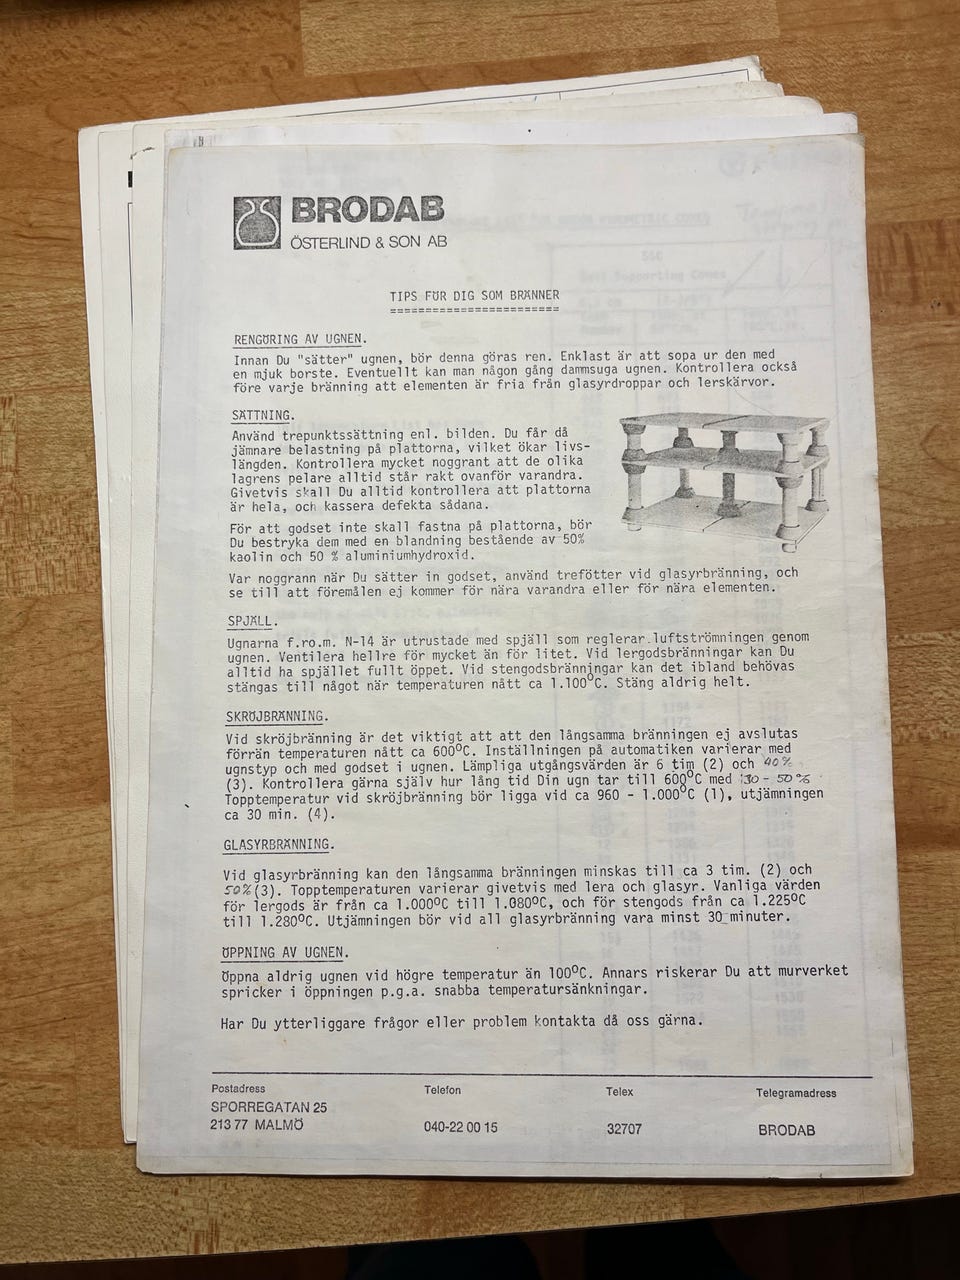 BRODAB
ÖSTERLIND & SON AB
TIPS FÖR DIG SOM BRÄNNER
========================
RENGÖRING AV UGNEN.
Innan Du "sätter" ugnen, bör denna göras ren. Enklast är att sopa ur den med
en mjuk borste. Eventuellt kan man någon gång dammsuga ugnen. Kontrollera också
före varje bränning att elementen är fria från glasyrdroppar och lerskärvor.
SÄTTNING.
Använd trepunktssättning enl. bilden. Du får då
jämnare belastning på plattorna, vilket ökar livs-
längden. Kontrollera mycket noggrant att de olika
lagrens pelare alltid står rakt ovanför varandra.
Givetvis skall Du alltid kontrollera att plattorna
är hela, och kassera defekta sådana.
För att godset inte skall fastna på plattorna, bör
Du bestryka dem med en blandning bestående av 50%
kaolin och 50 % aluminiumhydroxid.
Var noggrann när Du sätter in godset, använd trefötter vid glasyrbränning, och
se till att föremålen ej kommer för nära varandra eller för nära elementen.
SPJÄLL.
Ugnarna f.ro.m. N-14 är utrustade med spjäll som reglerar luftströmningen genom
ugnen. Ventilera hellre för mycket än för litet. Vid lergodsbränningar kan Du
alltid ha spjället fullt öppet. Vid stengodsbränningar kan det ibland behövas
stängas till något när temperaturen nått ca 1.100°C. Stäng aldrig helt.
SKRÖJBRÄNNING.
Vid skröjbränning är det viktigt att att den långsamma bränningen ej avslutas
förrän temperaturen nått ca 600°C. Inställningen på automatiken varierar med
ugnstyp och med godset i ugnen. Lämpliga utgångsvärden är 6 tim (2) och 40%
(3). Kontrollera gärna själv hur lång tid Din ugn tar till 600°C med 30 - 50%
Topptemperatur vid skröjbränning bör ligga vid ca 960 - 1.000°C (1), utjämningen
ca 30 min. (4).
GLASYRBRÄNNING.
Vid glasyrbränning kan den långsamma bränningen minskas till ca 3 tim. (2) och
50% (3). Topptemperaturen varierar givetvis med lera och glasyr. Vanliga värden
för lergods är från ca 1.000°C till 1.080°C, och för stengods från ca 1.225°C
till 1.280°C. Utjämningen bör vid all glasyrbränning vara minst 30 minuter.
ÖPPNING AV UGNEN.
Öppna aldrig ugnen vid högre temperatur än 100°C. Annars riskerar Du att murverket
spricker i öppningen p.g.a. snabba temperatursänkningar.
Har Du ytterliggare frågor eller problem kontakta då oss gärna.
Postadress Telefon Telex Telegramadress
SPORREGATAN 25
213 77 MALMÖ 040-22 00 15 32707 BRODAB